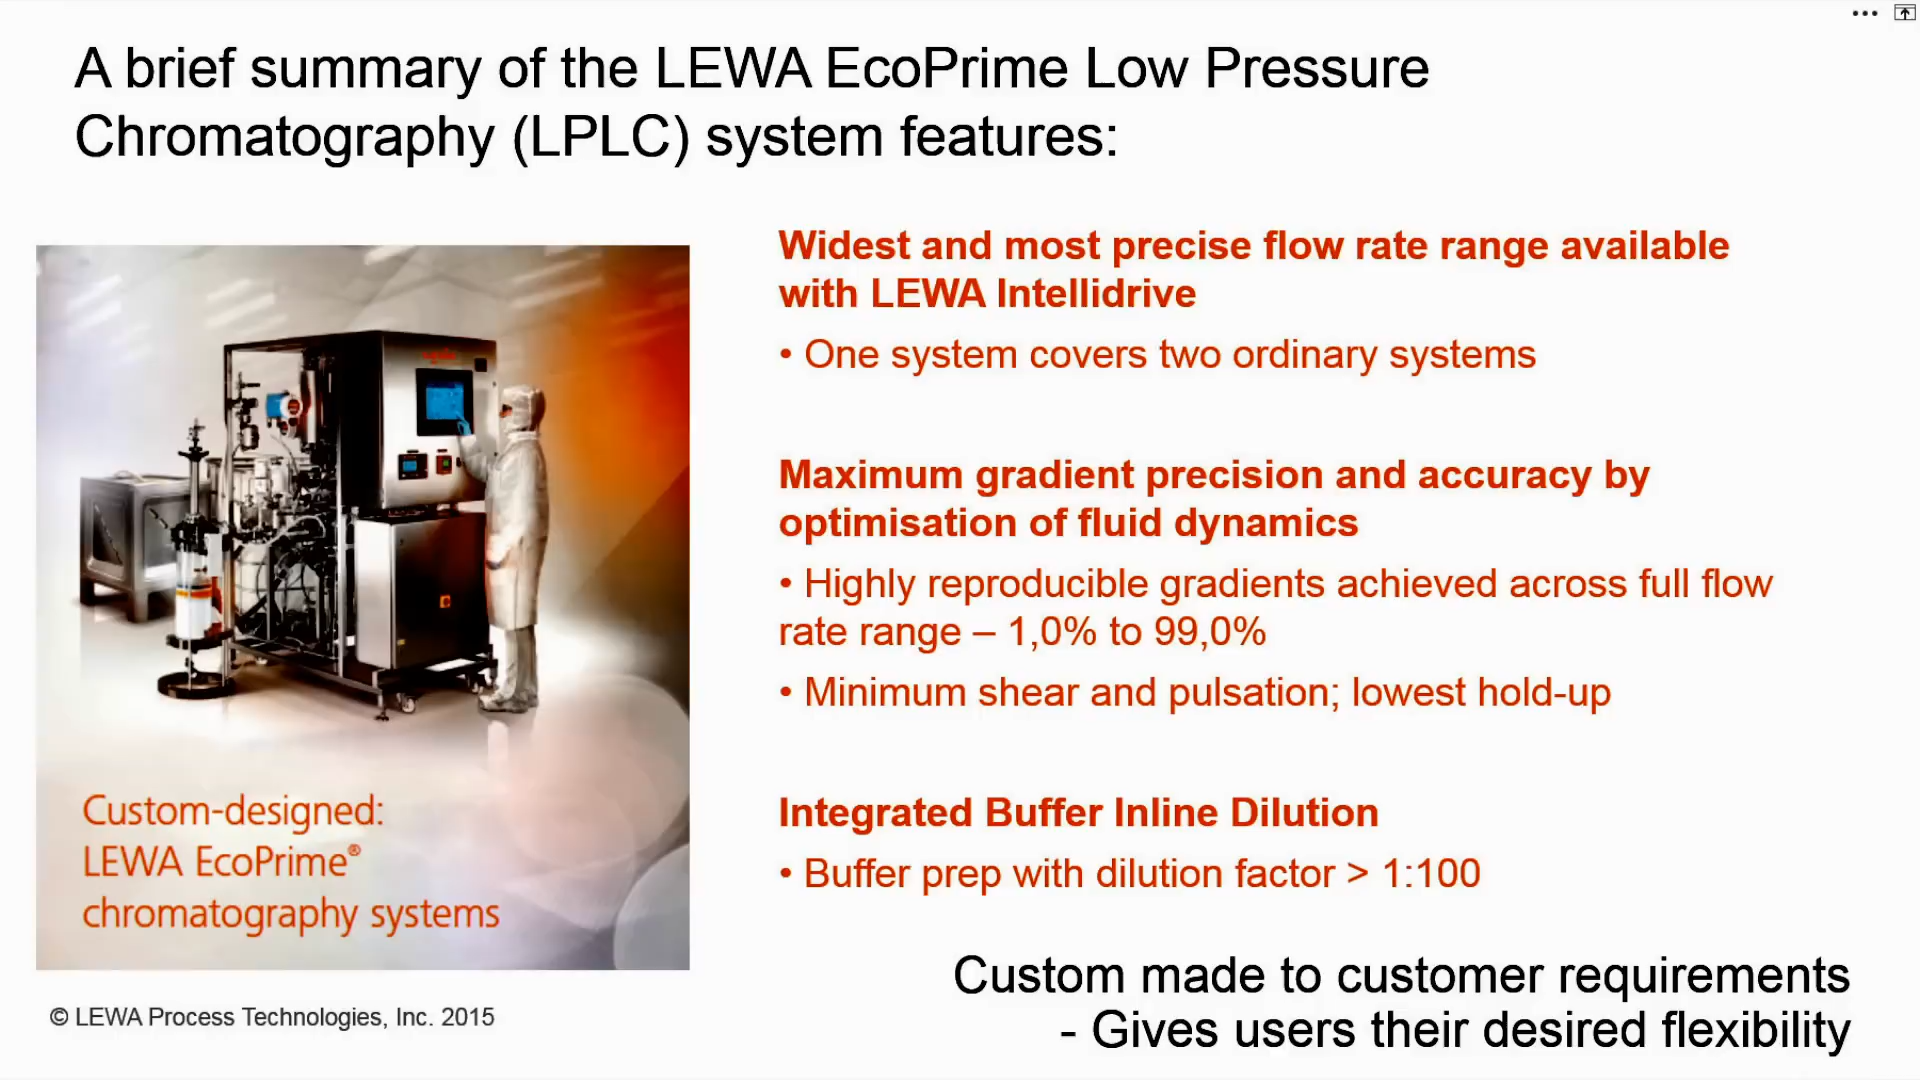 A brief summary of the LEWA EcoPrime Low Pressure
Chromatography (LPLC) system features:
Widest and most precise flow rate range available
with LEWA Intellidrive
• One system covers two ordinary systems
Maximum gradient precision and accuracy by
optimisation of fluid dynamics
• Highly reproducible gradients achieved across full flow
rate range – 1,0% to 99,0%
• Minimum shear and pulsation; lowest hold-up
Integrated Buffer Inline Dilution
• Buffer prep with dilution factor > 1:100
Custom-designed:
LEWA EcoPrime®
chromatography systems
Custom made to customer requirements
- Gives users their desired flexibility
© LEWA Process Technologies, Inc. 2015